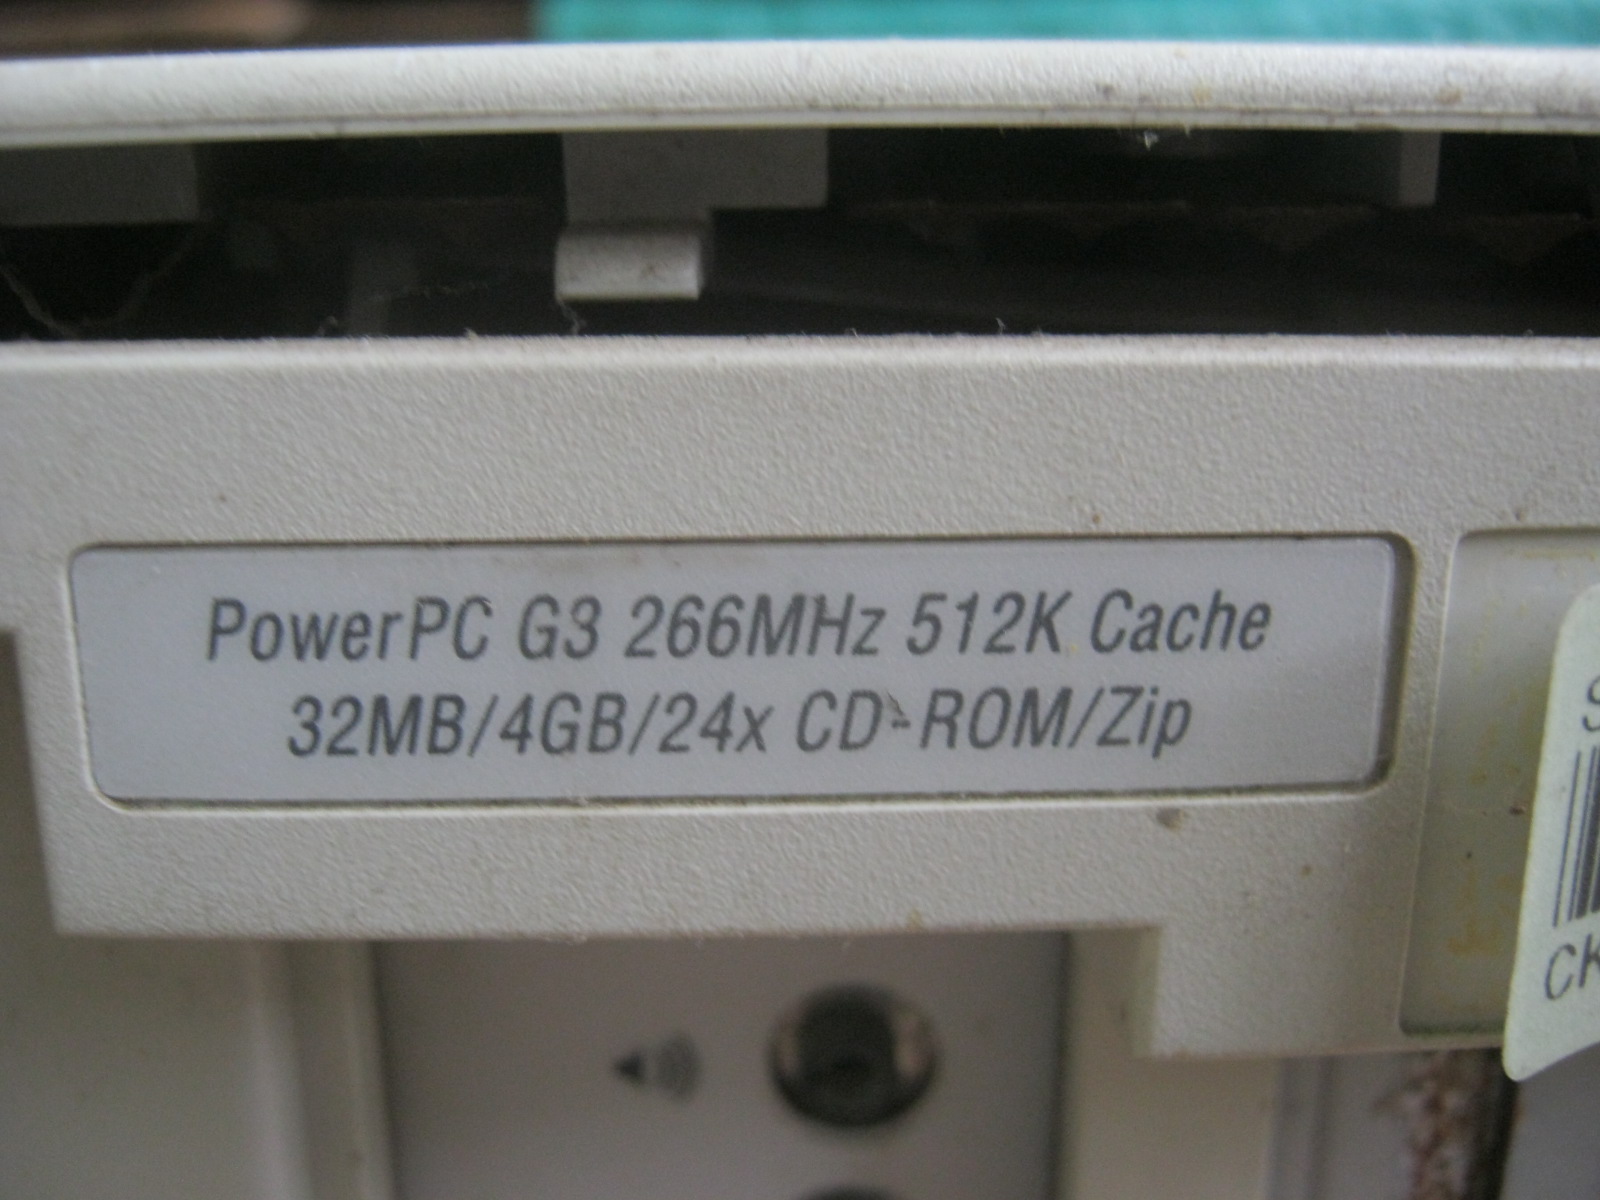 PowerPC G3 266MHz 512K Cache
32MB/4GB/24x CD-ROM/Zip